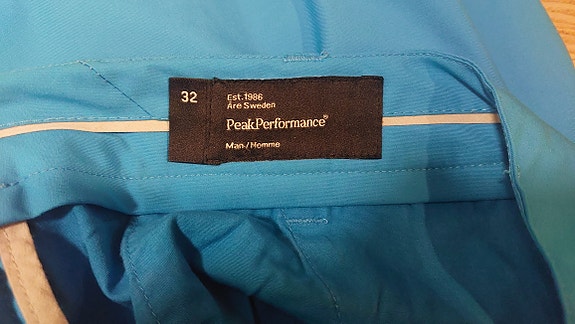 32
Est.1986
Åre Sweden
PeakPerformance®
Man/Homme